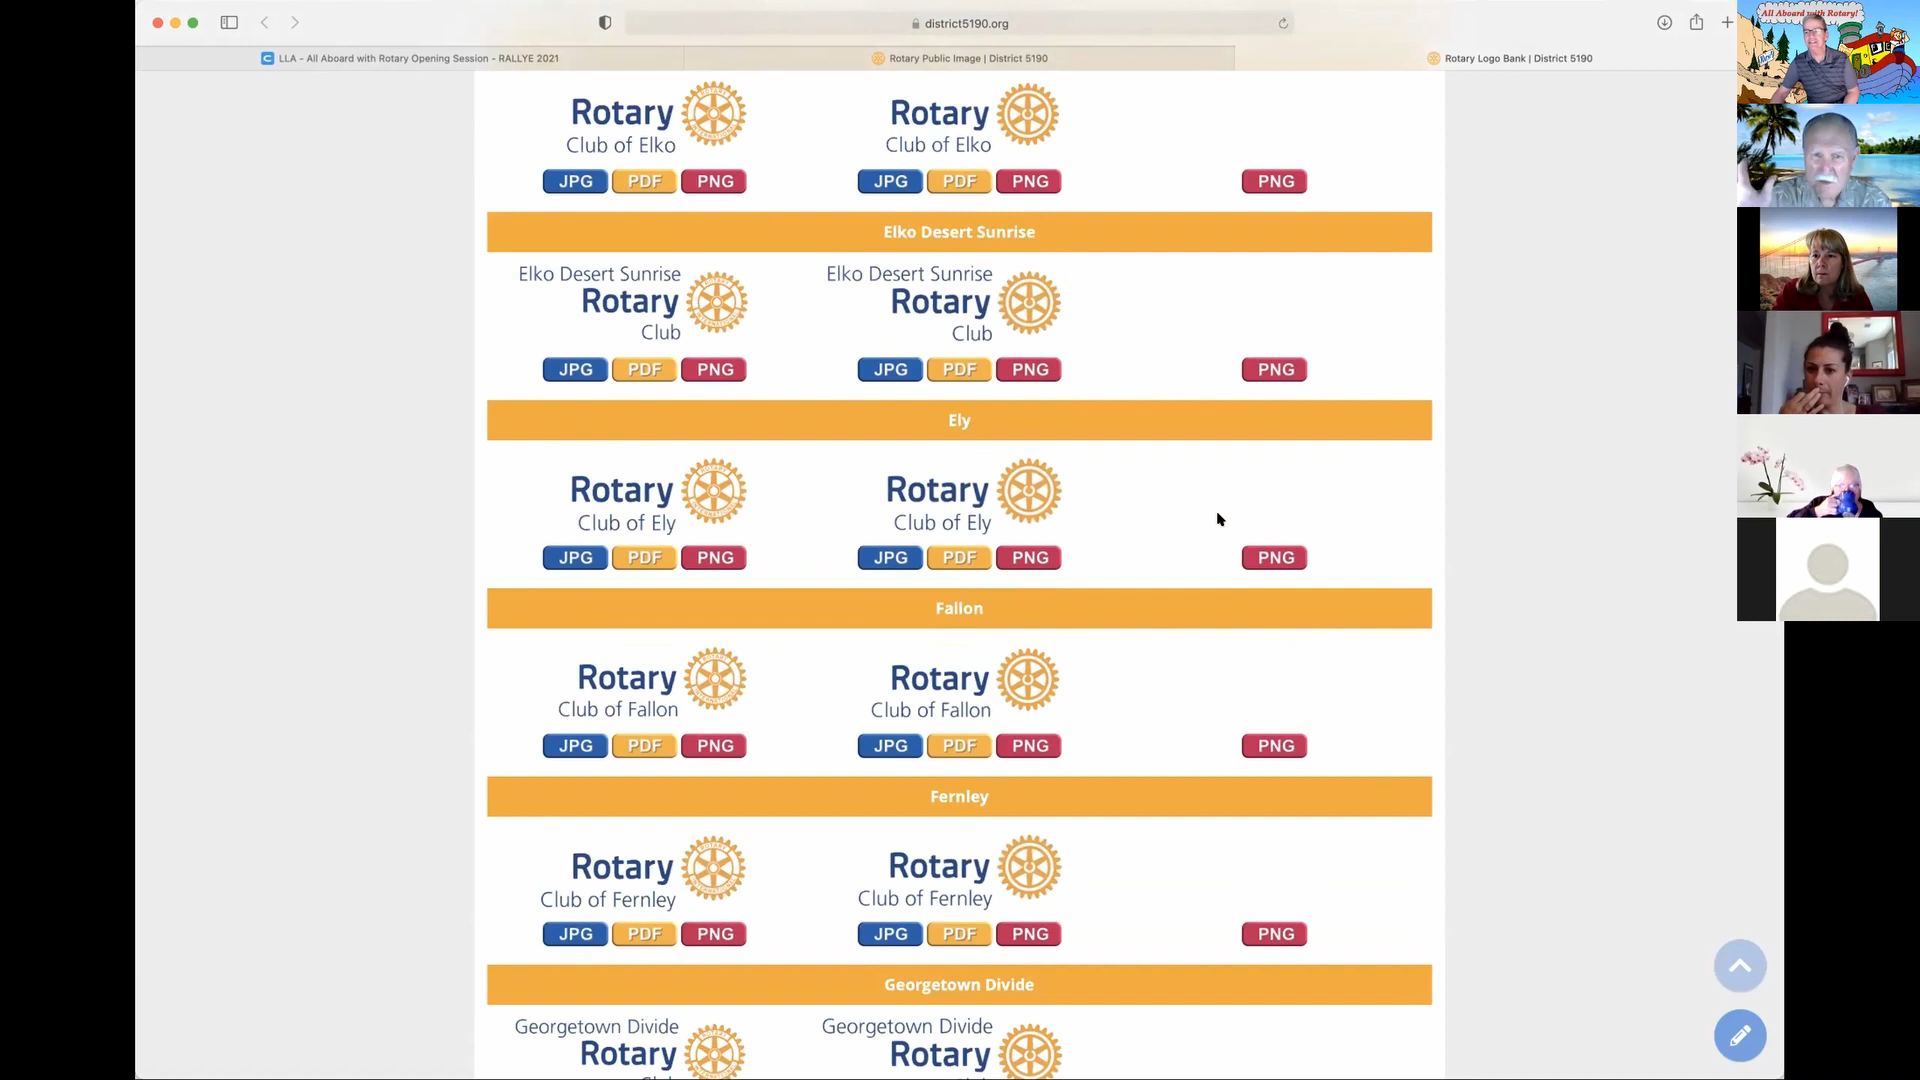 district5190.org
All Aboard with Rotary!
LLA - All Aboard with Rotary Opening Session - RALLYE 2021
Rotary Public Image | District 5190
Rotary Logo Bank | District 5190
Rotary
Club of Elko
Rotary
Club of Elko
JPG PDF PNG JPG PDF PNG PNG
Elko Desert Sunrise
Elko Desert Sunrise
Rotary
Club
Elko Desert Sunrise
Rotary
Club
JPG PDF PNG JPG PDF PNG PNG
Ely
Rotary
Club of Ely
Rotary
Club of Ely
JPG PDF PNG JPG PDF PNG PNG
Fallon
Rotary
Club of Fallon
Rotary
Club of Fallon
JPG PDF PNG JPG PDF PNG PNG
Fernley
Rotary
Club of Fernley
Rotary
Club of Fernley
JPG PDF PNG JPG PDF PNG PNG
Georgetown Divide
Georgetown Divide
Rotary
Georgetown Divide
Rotary